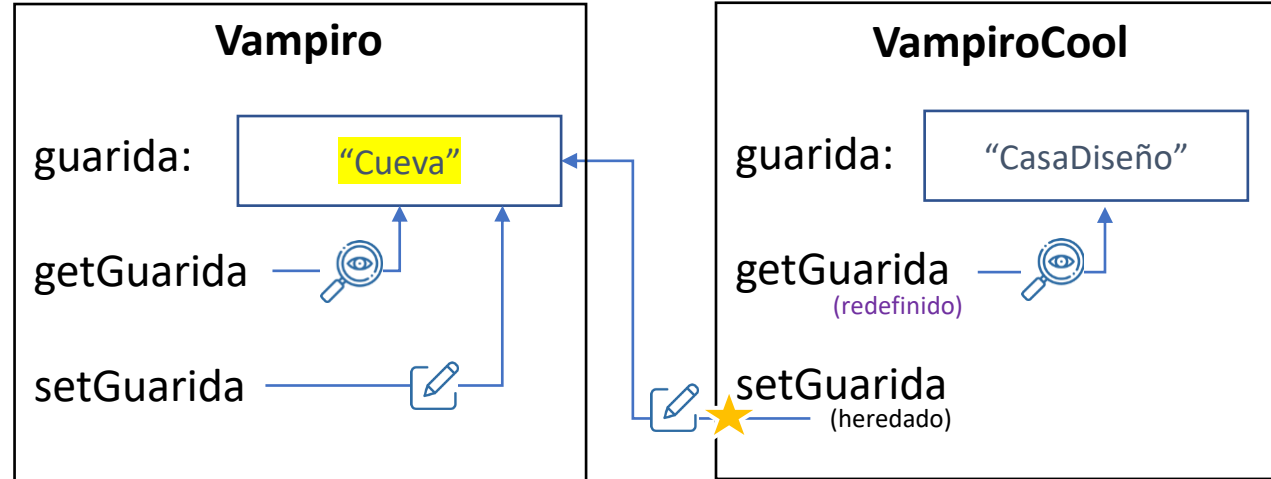 Vampiro
guarida:
“Cueva”
getGuarida
setGuarida
VampiroCool
guarida:
“CasaDiseño”
getGuarida
(redefinido)
setGuarida
(heredado)